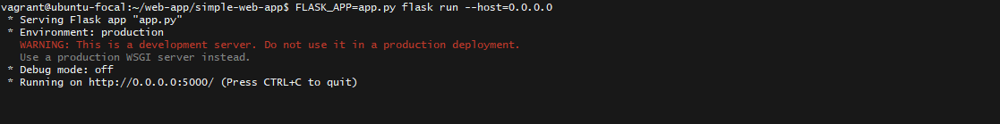 vagrant@ubuntu-focal:~/web-app/simple-web-app$ FLASK_APP=app.py flask run --host=0.0.0.0
 * Serving Flask app "app.py"
 * Environment: production
   WARNING: This is a development server. Do not use it in a production deployment.
   Use a production WSGI server instead.
 * Debug mode: off
 * Running on http://0.0.0.0:5000/ (Press CTRL+C to quit)